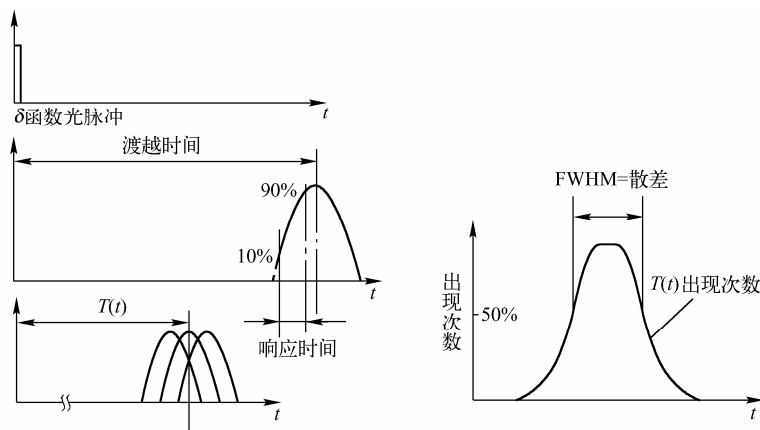 t
δ函数光脉冲
渡越时间
90%
10%
t
T(t)
响应时间
t
FWHM=散差
出现次数
50%
T(t)出现次数
t